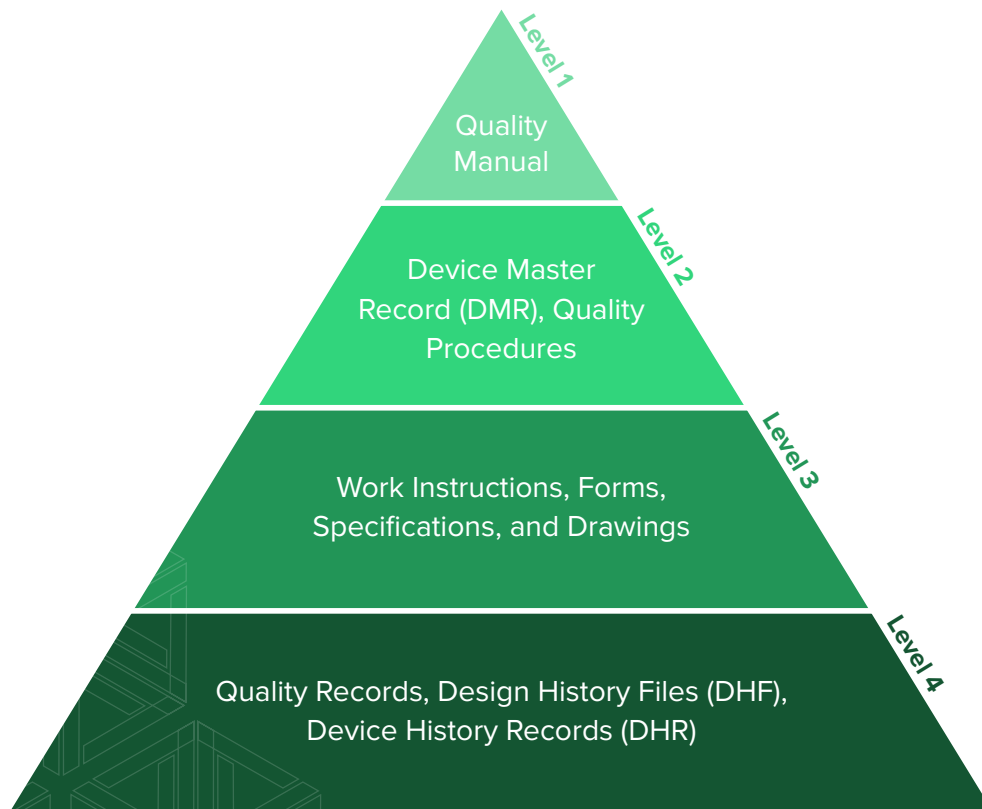 Level 1
Quality
Manual
Level 2
Device Master
Record (DMR), Quality
Procedures
Level 3
Work Instructions, Forms,
Specifications, and Drawings
Level 4
Quality Records, Design History Files (DHF),
Device History Records (DHR)